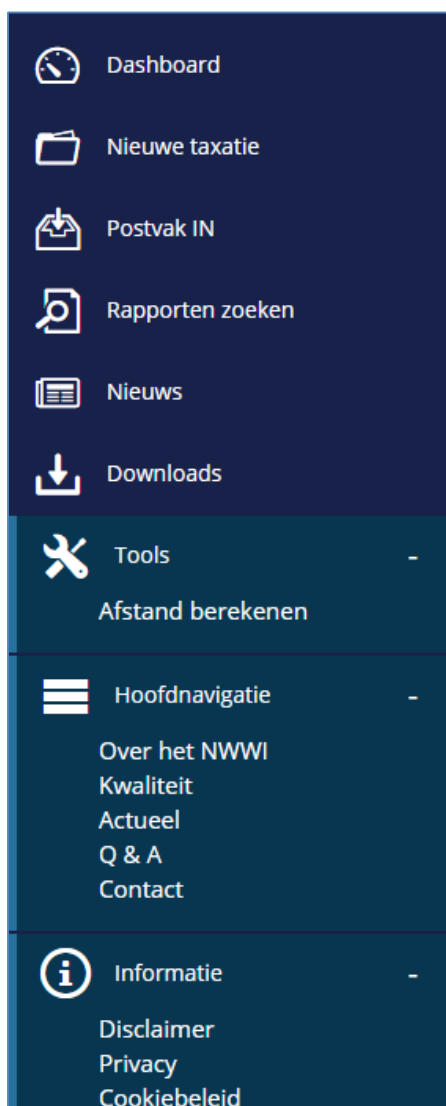 Dashboard
Nieuwe taxatie
Postvak IN
Rapporten zoeken
Nieuws
Downloads
Tools -
Afstand berekenen
Hoofdnavigatie -
Over het NWWI
Kwaliteit
Actueel
Q & A
Contact
Informatie -
Disclaimer
Privacy
Cookiebeleid